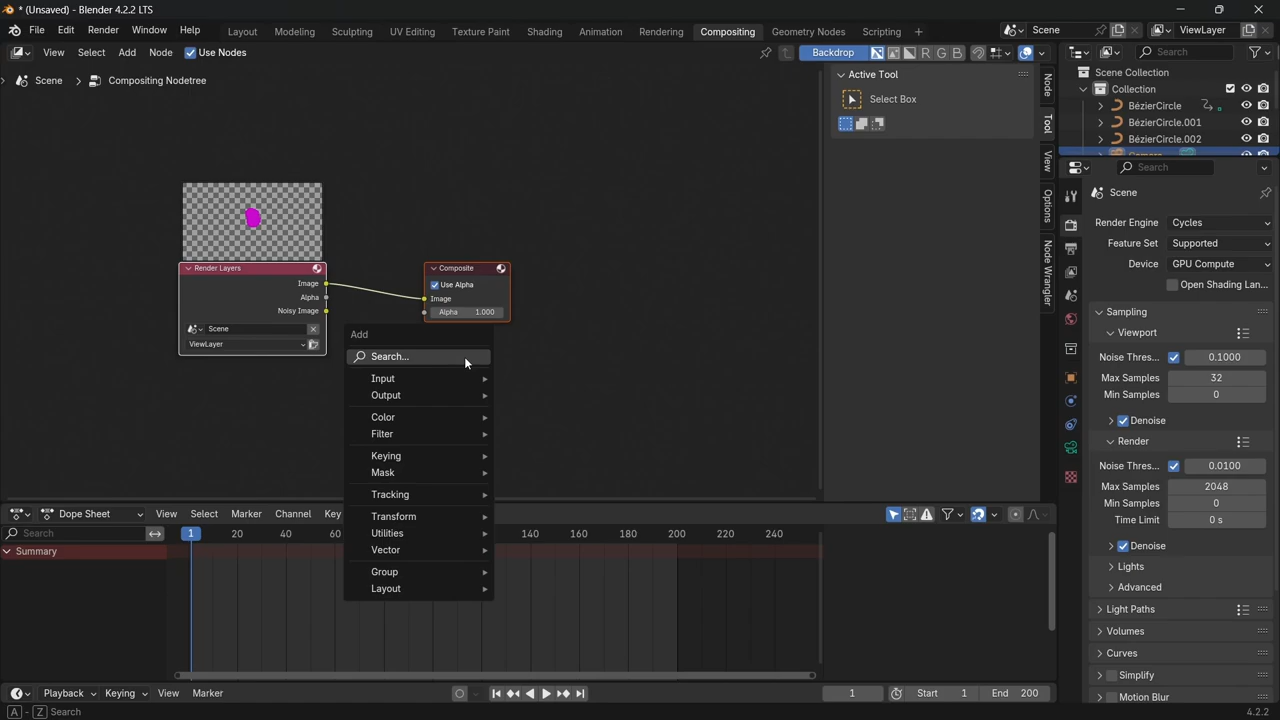 * (Unsaved) - Blender 4.2.2 LTS
File Edit Render Window Help Layout Modeling Sculpting UV Editing Texture Paint Shading Animation Rendering Compositing Geometry Nodes Scripting + Scene ViewLayer
View Select Add Node Use Nodes Backdrop R G B Search
Scene > Compositing Nodetree
Active Tool
Select Box
Node
Tool
View
Options
Node Wrangler
Scene Collection
Collection
BézierCircle
BézierCircle.001
BézierCircle.002
Render Layers
Image
Alpha
Noisy Image
Scene
ViewLayer
Composite
Use Alpha
Image
Alpha 1.000
Add
Search...
Input
Output
Color
Filter
Keying
Mask
Tracking
Transform
Utilities
Vector
Group
Layout
Search
Scene
Render Engine Cycles
Feature Set Supported
Device GPU Compute
Open Shading Lan...
Sampling
Viewport
Noise Thres... 0.1000
Max Samples 32
Min Samples 0
Denoise
Render
Noise Thres... 0.0100
Max Samples 2048
Min Samples 0
Time Limit 0 s
Denoise
Lights
Advanced
Light Paths
Volumes
Curves
Simplify
Motion Blur
Dope Sheet View Select Marker Channel Key
Search 1 20 40 60 140 160 180 200 220 240
Summary
Playback Keying View Marker 1 Start 1 End 200
A - Z Search 4.2.2